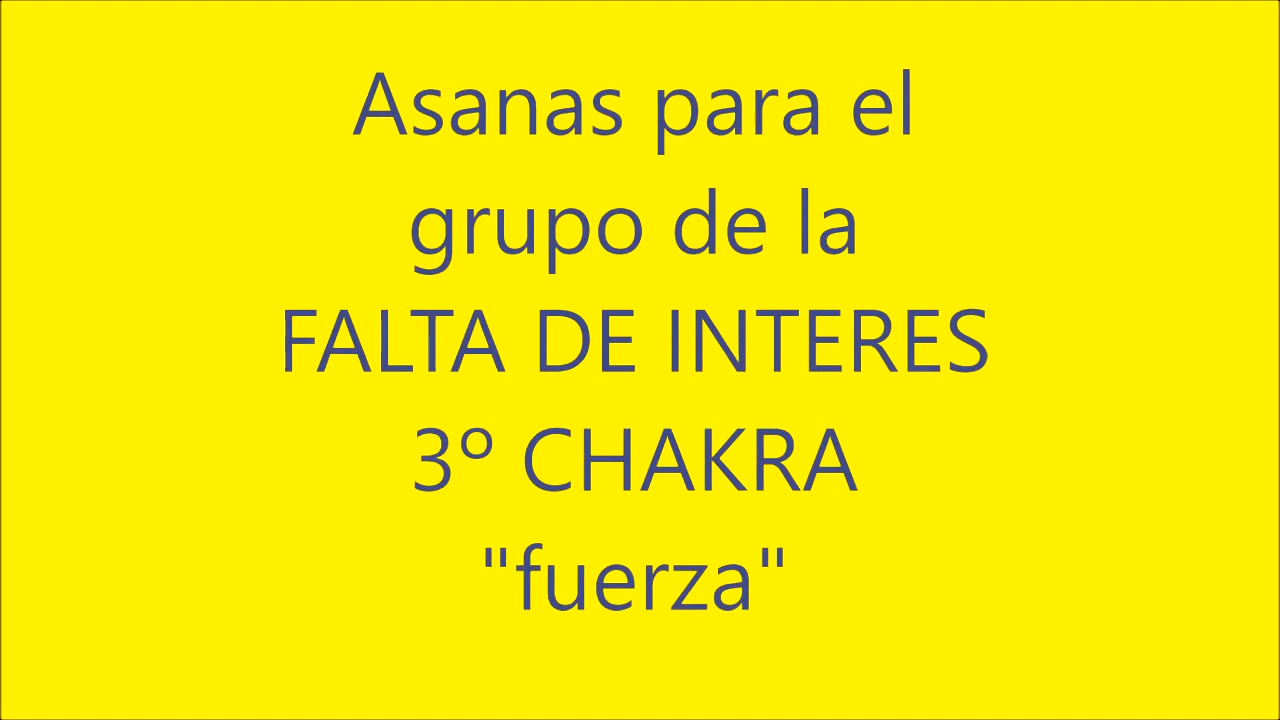 Asanas para el
grupo de la
FALTA DE INTERES
3º CHAKRA
"fuerza"